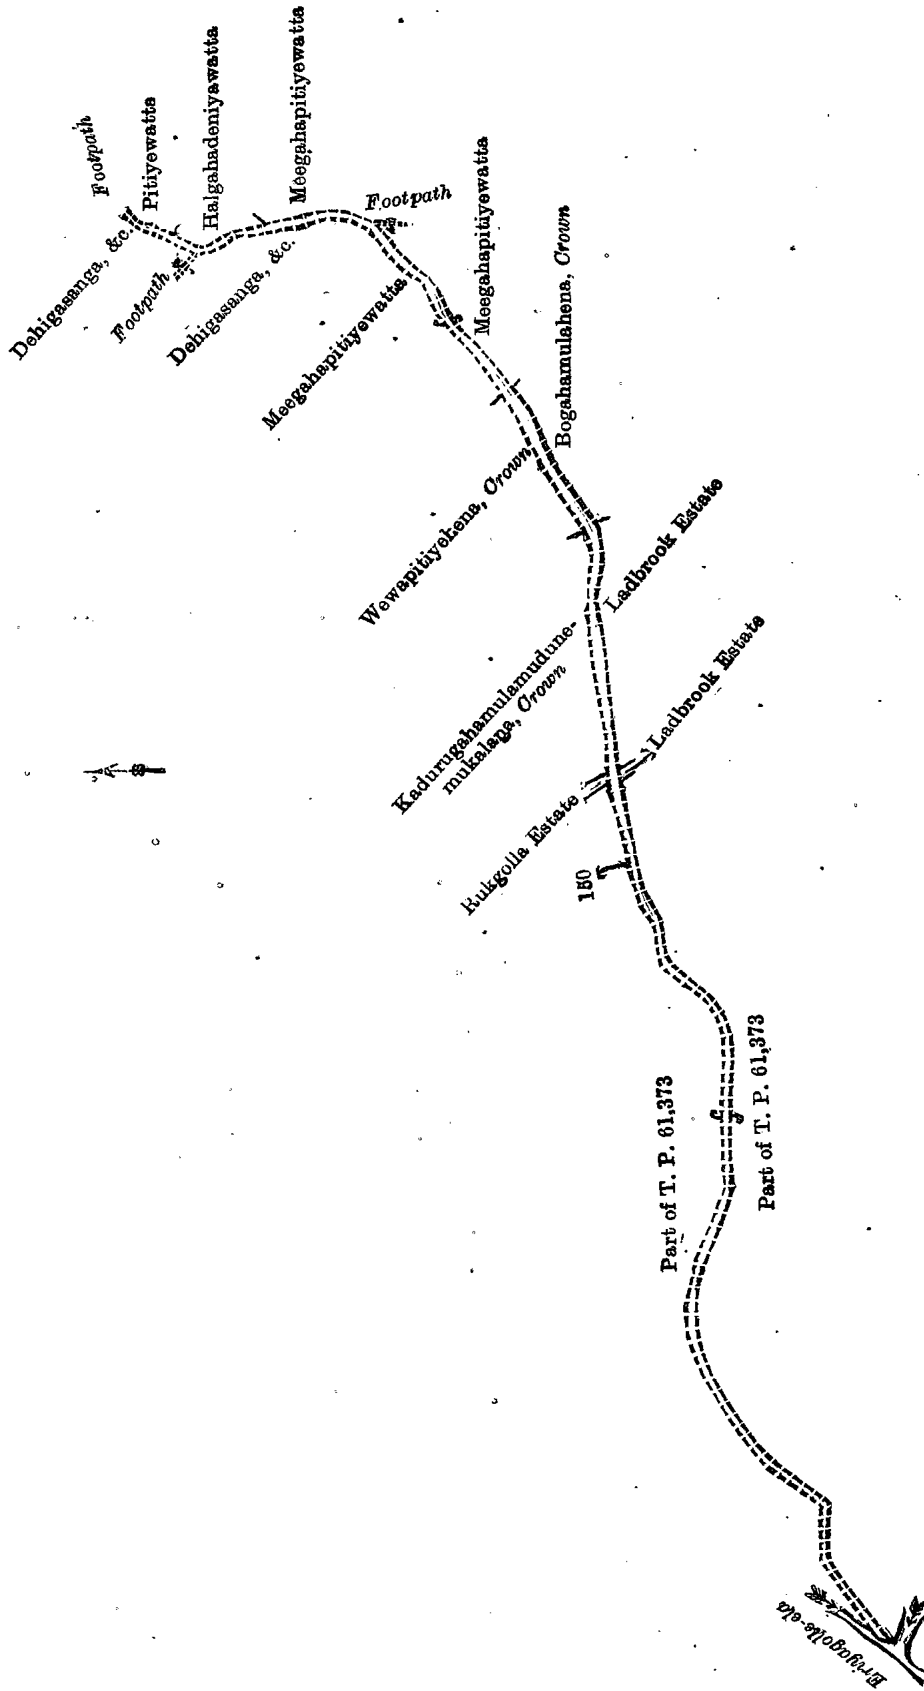 Footpath
Pitiyewatta
Dehigasanga, &c.
Halgahadeniyawatta
Footpath
Meegahapitiyewatta
Dehigasanga, &c.
Footpath
Meegahapitiyewatta
Meegahapitiyewatta
Bogahamulahena, Crown
Wewapitiyehena, Crown
Ladbrook Estate
Kadurugahamulamudune-
mukalana, Crown
Ladbrook Estate
Rukgolla Estate
150
Part of T. P. 61,373
Part of T. P. 61,373
Eriyagolle-ela